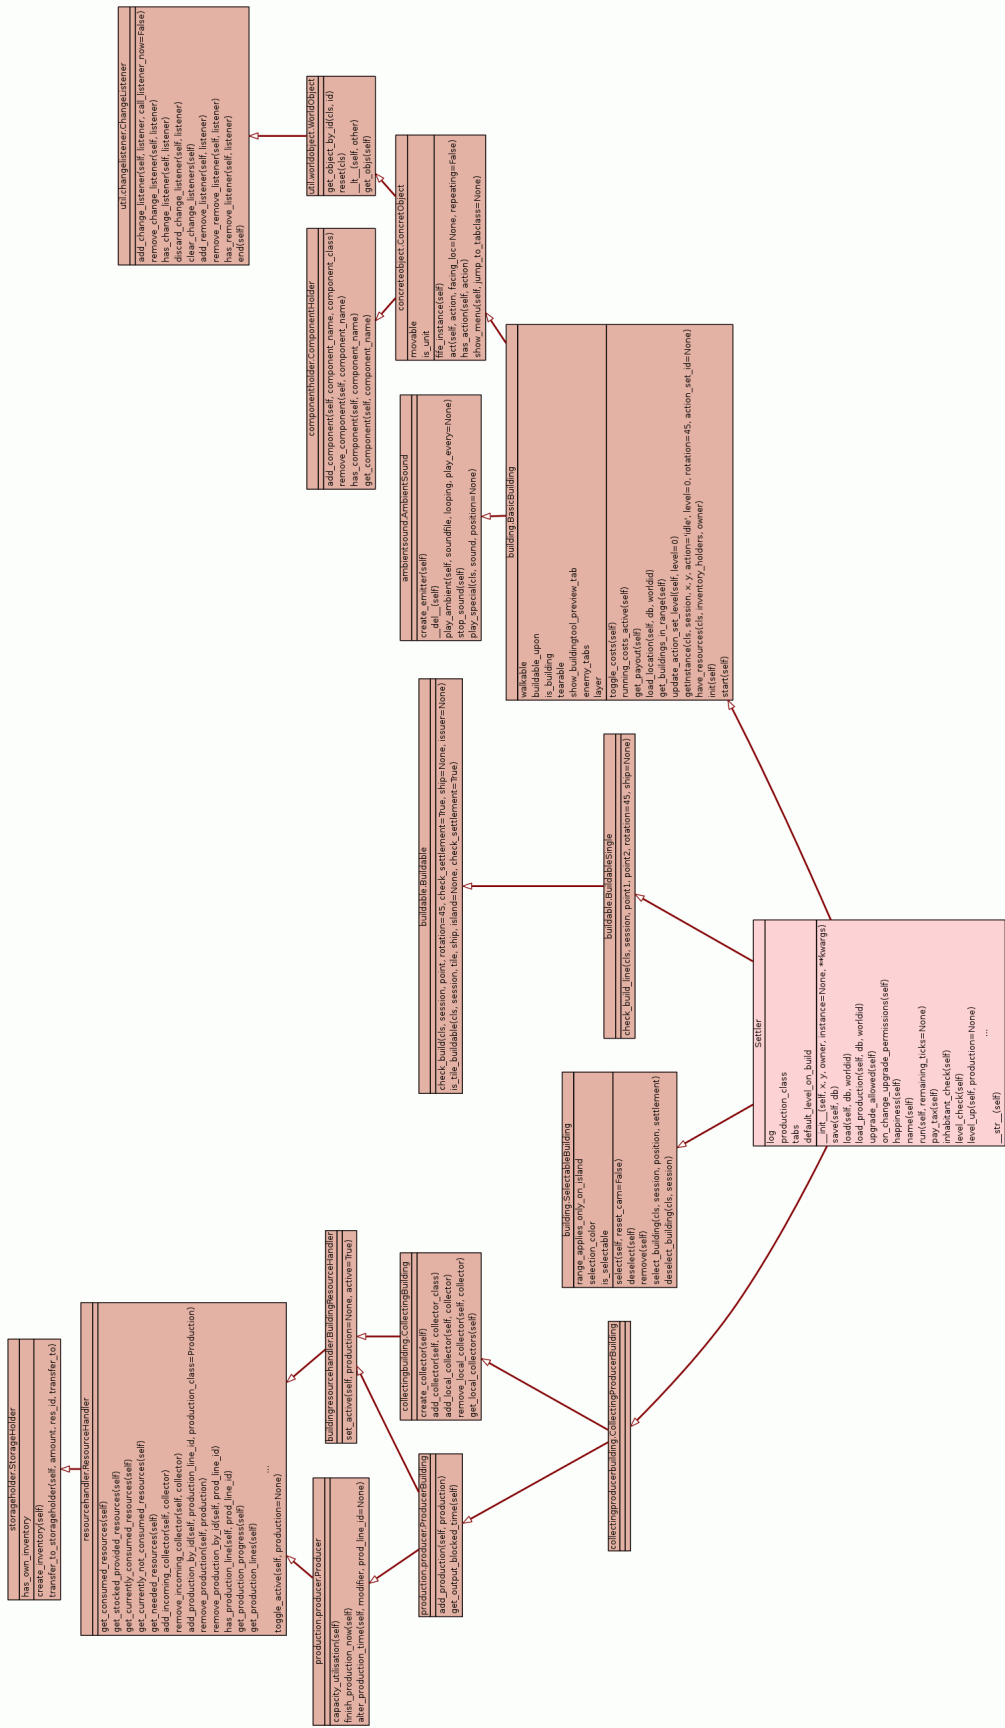 storageholder.StorageHolder
has_own_inventory
create_inventory(self)
transfer_to_storageholder(self, amount, res_id, transfer_to)
resourcehandler.ResourceHandler
get_consumed_resources(self)
get_stocked_provided_resources(self)
get_currently_consumed_resources(self)
get_currently_not_consumed_resources(self)
get_needed_resources(self)
add_incoming_collector(self, collector)
remove_incoming_collector(self, collector)
add_production_by_id(self, production_line_id, production_class=Production)
remove_production(self, production)
remove_production_by_id(self, prod_line_id)
has_production_line(self, prod_line_id)
get_production_progress(self)
get_production_lines(self)
...
toggle_active(self, production=None)
production.producer.Producer
capacity_utilisation(self)
finish_production_now(self)
alter_production_time(self, modifier, prod_line_id=None)
buildingresourcehandler.BuildingResourceHandler
set_active(self, production=None, active=True)
production.producer.ProducerBuilding
add_production(self, production)
get_output_blocked_time(self)
collectingbuilding.CollectingBuilding
create_collector(self)
add_collector(self, collector_class)
add_local_collector(self, collector)
remove_local_collector(self, collector)
get_local_collectors(self)
collectingproducerbuilding.CollectingProducerBuilding
building.SelectableBuilding
range_applies_only_on_island
selection_color
is_selectable
select(self, reset_cam=False)
deselect(self)
remove(self)
select_building(cls, session, position, settlement)
deselect_building(cls, session)
buildable.Buildable
check_build(cls, session, point, rotation=45, check_settlement=True, ship=None, issuer=None)
is_tile_buildable(cls, session, tile, ship, island=None, check_settlement=True)
buildable.BuildableSingle
check_build_line(cls, session, point1, point2, rotation=45, ship=None)
util.changelistener.ChangeListener
add_change_listener(self, listener, call_listener_now=False)
remove_change_listener(self, listener)
has_change_listener(self, listener)
discard_change_listener(self, listener)
clear_change_listeners(self)
add_remove_listener(self, listener)
remove_remove_listener(self, listener)
has_remove_listener(self, listener)
end(self)
util.worldobject.WorldObject
get_object_by_id(cls, id)
reset(cls)
__lt__(self, other)
get_objs(self)
componentholder.ComponentHolder
add_component(self, component_name, component_class)
remove_component(self, component_name)
has_component(self, component_name)
get_component(self, component_name)
concreteobject.ConcretObject
movable
is_unit
fife_instance(self)
act(self, action, facing_loc=None, repeating=False)
has_action(self, action)
show_menu(self, jump_to_tabclass=None)
ambientsound.AmbientSound
create_emitter(self)
__del__(self)
play_ambient(self, soundfile, looping, play_every=None)
stop_sound(self)
play_special(cls, sound, position=None)
building.BasicBuilding
walkable
buildable_upon
is_building
tearable
show_buildingtool_preview_tab
enemy_tabs
layer
toggle_costs(self)
running_costs_active(self)
get_payout(self)
load_location(self, db, worldid)
get_buildings_in_range(self)
update_action_set_level(self, level=0)
getInstance(cls, session, x, y, action='idle', level=0, rotation=45, action_set_id=None)
have_resources(cls, inventory_holders, owner)
init(self)
start(self)
Settler
log
production_class
tabs
default_level_on_build
__init__(self, x, y, owner, instance=None, **kwargs)
save(self, db)
load(self, db, worldid)
load_production(self, db, worldid)
upgrade_allowed(self)
on_change_upgrade_permissions(self)
happiness(self)
name(self)
run(self, remaining_ticks=None)
pay_tax(self)
inhabitant_check(self)
level_check(self)
level_up(self, production=None)
...
__str__(self)